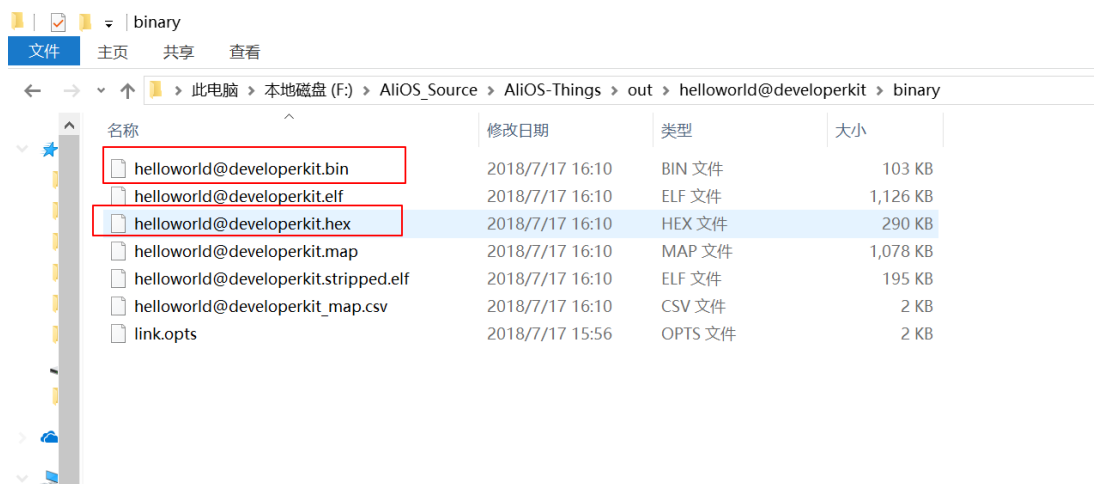 binary
文件 主页 共享 查看
此电脑 本地磁盘 (F:) AliOS_Source AliOS-Things out helloworld@developerkit binary
名称 修改日期 类型 大小
helloworld@developerkit.bin 2018/7/17 16:10 BIN 文件 103 KB
helloworld@developerkit.elf 2018/7/17 16:10 ELF 文件 1,126 KB
helloworld@developerkit.hex 2018/7/17 16:10 HEX 文件 290 KB
helloworld@developerkit.map 2018/7/17 16:10 MAP 文件 1,078 KB
helloworld@developerkit.stripped.elf 2018/7/17 16:10 ELF 文件 195 KB
helloworld@developerkit_map.csv 2018/7/17 16:10 CSV 文件 2 KB
link.opts 2018/7/17 15:56 OPTS 文件 2 KB